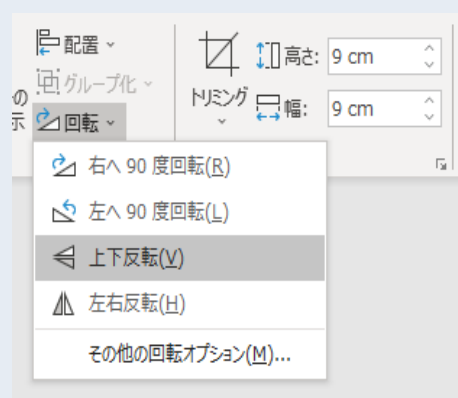 配置
グループ化
の
示
回転
トリミング
高さ: 9 cm
幅: 9 cm
右へ 90 度回転(R)
左へ 90 度回転(L)
上下反転(V)
左右反転(H)
その他の回転オプション(M)...